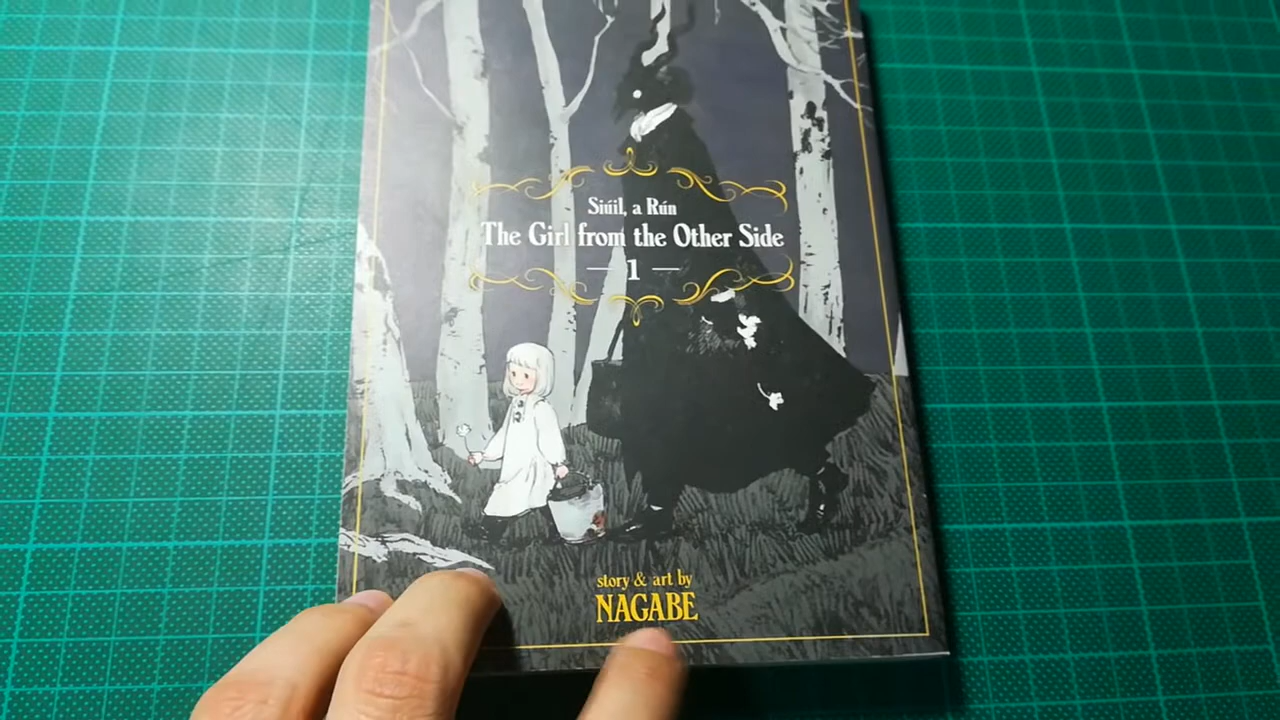 Siúil, a Rún
The Girl from the Other Side
— 1 —
story & art by
NAGABE